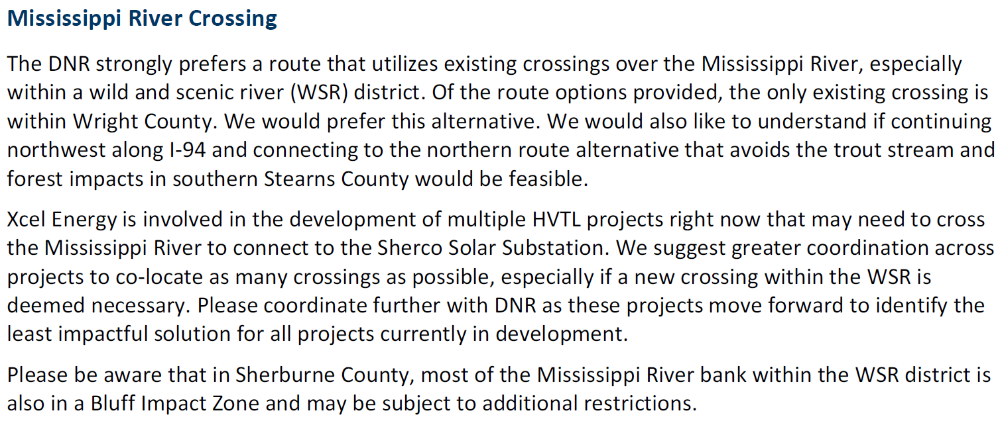 Mississippi River Crossing
The DNR strongly prefers a route that utilizes existing crossings over the Mississippi River, especially
within a wild and scenic river (WSR) district. Of the route options provided, the only existing crossing is
within Wright County. We would prefer this alternative. We would also like to understand if continuing
northwest along I-94 and connecting to the northern route alternative that avoids the trout stream and
forest impacts in southern Stearns County would be feasible.
Xcel Energy is involved in the development of multiple HVTL projects right now that may need to cross
the Mississippi River to connect to the Sherco Solar Substation. We suggest greater coordination across
projects to co-locate as many crossings as possible, especially if a new crossing within the WSR is
deemed necessary. Please coordinate further with DNR as these projects move forward to identify the
least impactful solution for all projects currently in development.
Please be aware that in Sherburne County, most of the Mississippi River bank within the WSR district is
also in a Bluff Impact Zone and may be subject to additional restrictions.